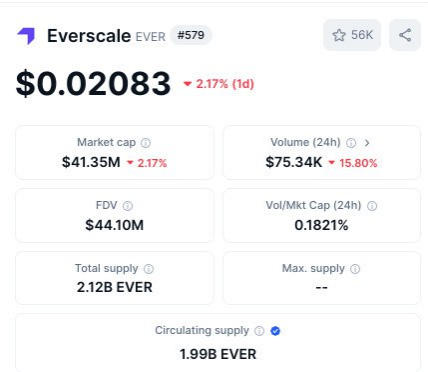 Everscale EVER #579 56K
$0.02083 2.17% (1d)
Market cap Volume (24h)
$41.35M 2.17% $75.34K 15.80%
FDV Vol/Mkt Cap (24h)
$44.10M 0.1821%
Total supply Max. supply
2.12B EVER --
Circulating supply
1.99B EVER